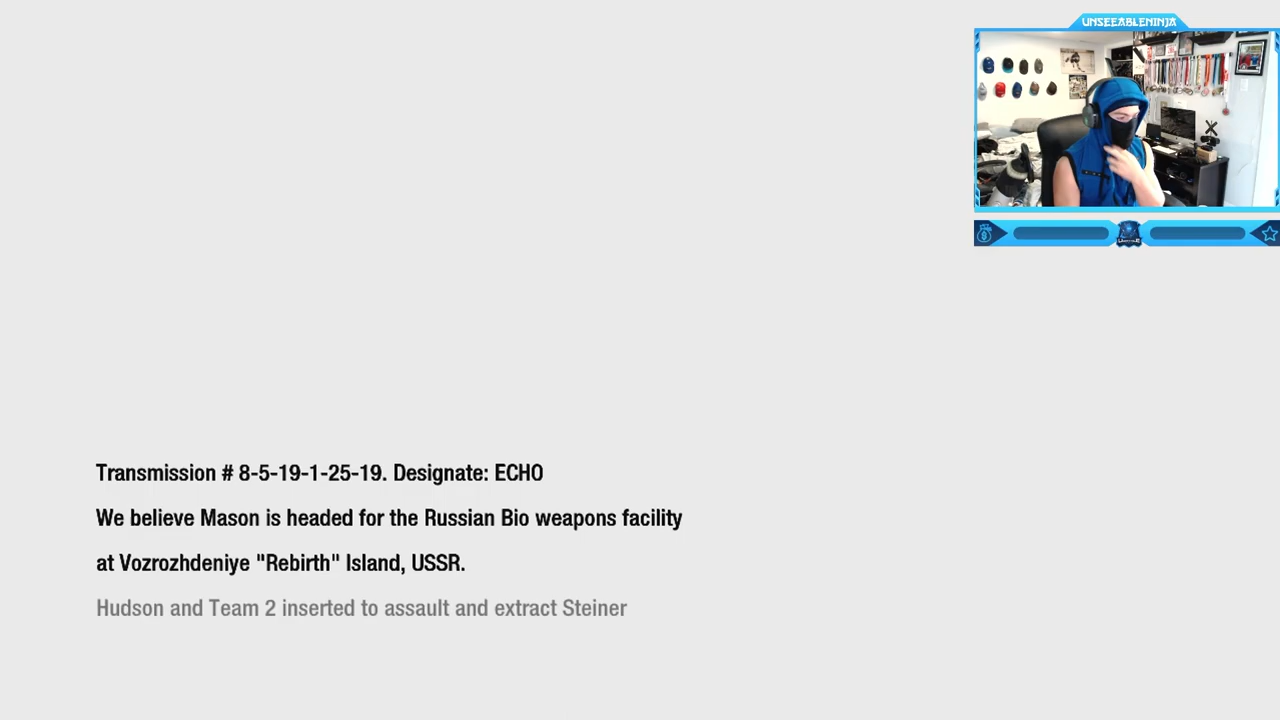 UNSEEABLENINJA
Transmission # 8-5-19-1-25-19. Designate: ECHO
We believe Mason is headed for the Russian Bio weapons facility
at Vozrozhdeniye "Rebirth" Island, USSR.
Hudson and Team 2 inserted to assault and extract Steiner